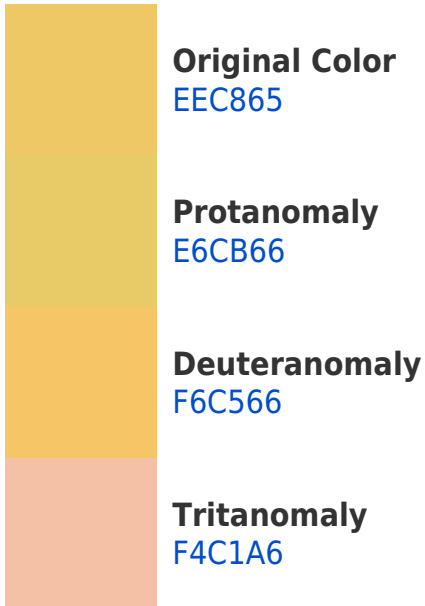 Original Color
EEC865
Protanomaly
E6CB66
Deuteranomaly
F6C566
Tritanomaly
F4C1A6